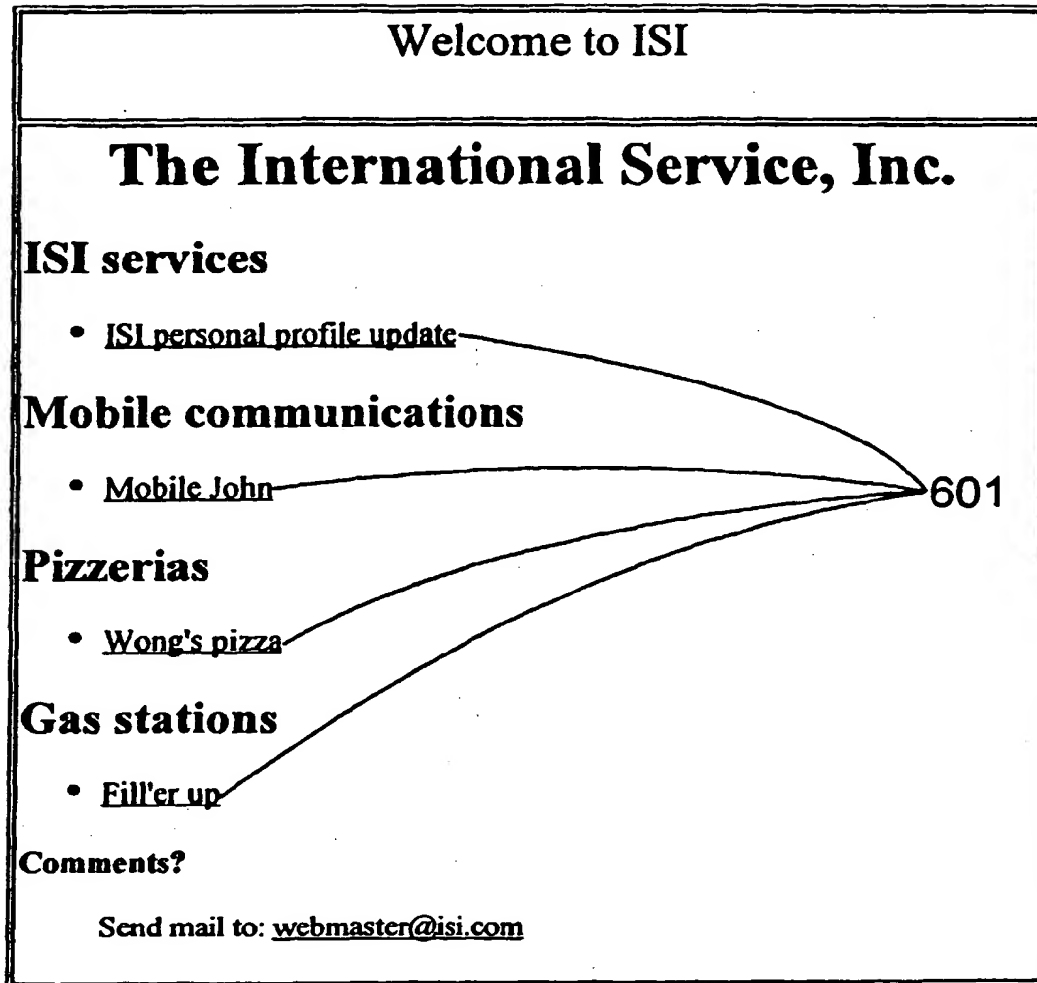 Welcome to ISI
The International Service, Inc.
ISI services
• ISI personal profile update
Mobile communications
• Mobile John
601
Pizzerias
• Wong's pizza
Gas stations
• Fill'er up
Comments?
Send mail to: webmaster@isi.com